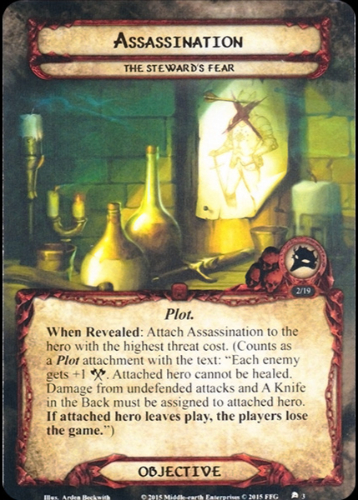 ASSASSINATION
THE STEWARD'S FEAR
2/19
Plot.
When Revealed: Attach Assassination to the
hero with the highest threat cost. (Counts as
a Plot attachment with the text: "Each enemy
gets +1 . Attached hero cannot be healed.
Damage from undefended attacks and A Knife
in the Back must be assigned to attached hero.
If attached hero leaves play, the players lose
the game.")
OBJECTIVE
Illus. Arden Beckwith
©2015 Middle-earth Enterprises © 2015 FFG
3